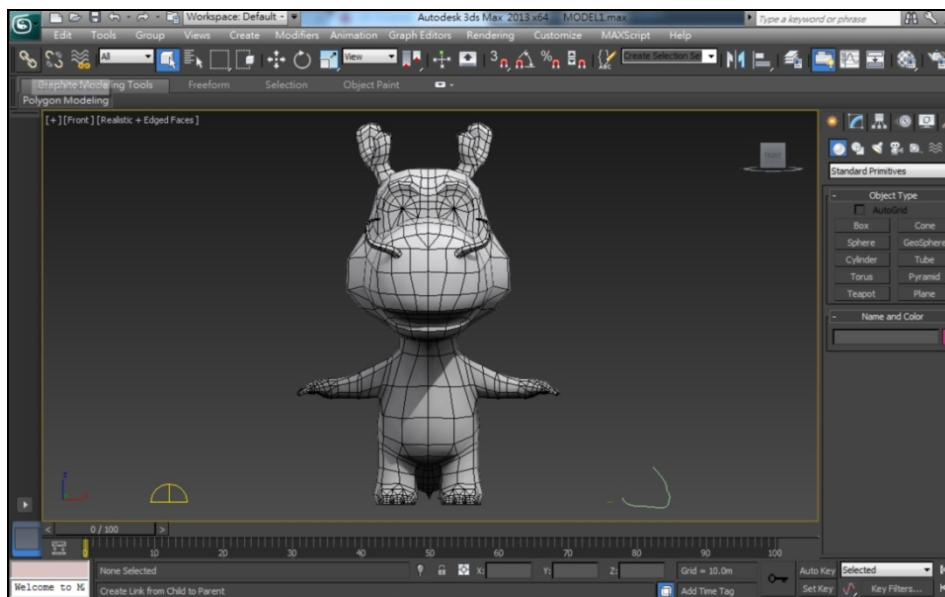 Workspace: Default
Autodesk 3ds Max 2013 x64 MODEL1.max
Type a keyword or phrase
Edit Tools Group Views Create Modifiers Animation Graph Editors Rendering Customize MAXScript Help
All View Create Selection Se
Graphite Modeling Tools Freeform Selection Object Paint
Polygon Modeling
[+] [Front] [Realistic + Edged Faces]
FRONT
Standard Primitives
- Object Type
AutoGrid
Box Cone
Sphere GeoSphere
Cylinder Tube
Torus Pyramid
Teapot Plane
- Name and Color
z
x
< 0 / 100 >
0 10 20 30 40 50 60 70 80 90 100
None Selected X: Y: Z: Grid = 10.0m Auto Key Selected
Welcome to M Create Link from Child to Parent Add Time Tag Set Key Key Filters...